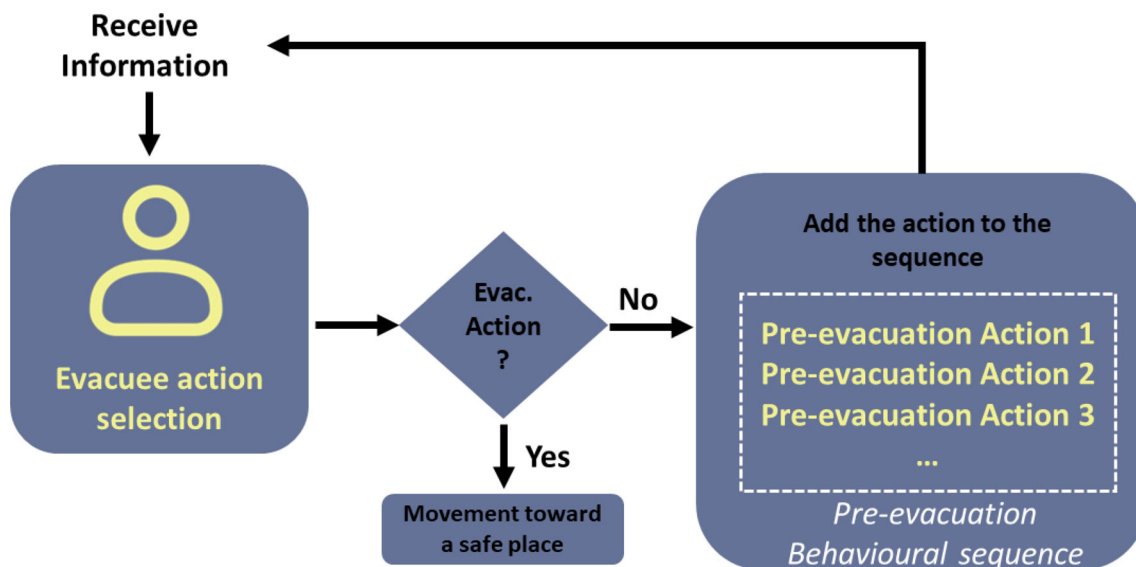 Receive
Information
Evacuee action
selection
Evac.
Action
?
No
Yes
Movement toward
a safe place
Add the action to the
sequence
Pre-evacuation Action 1
Pre-evacuation Action 2
Pre-evacuation Action 3
...
Pre-evacuation
Behavioural sequence